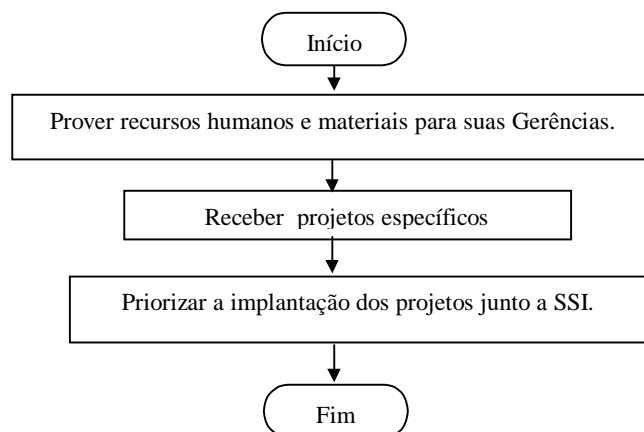 Início
Prover recursos humanos e materiais para suas Gerências.
Receber projetos específicos
Priorizar a implantação dos projetos junto a SSI.
Fim